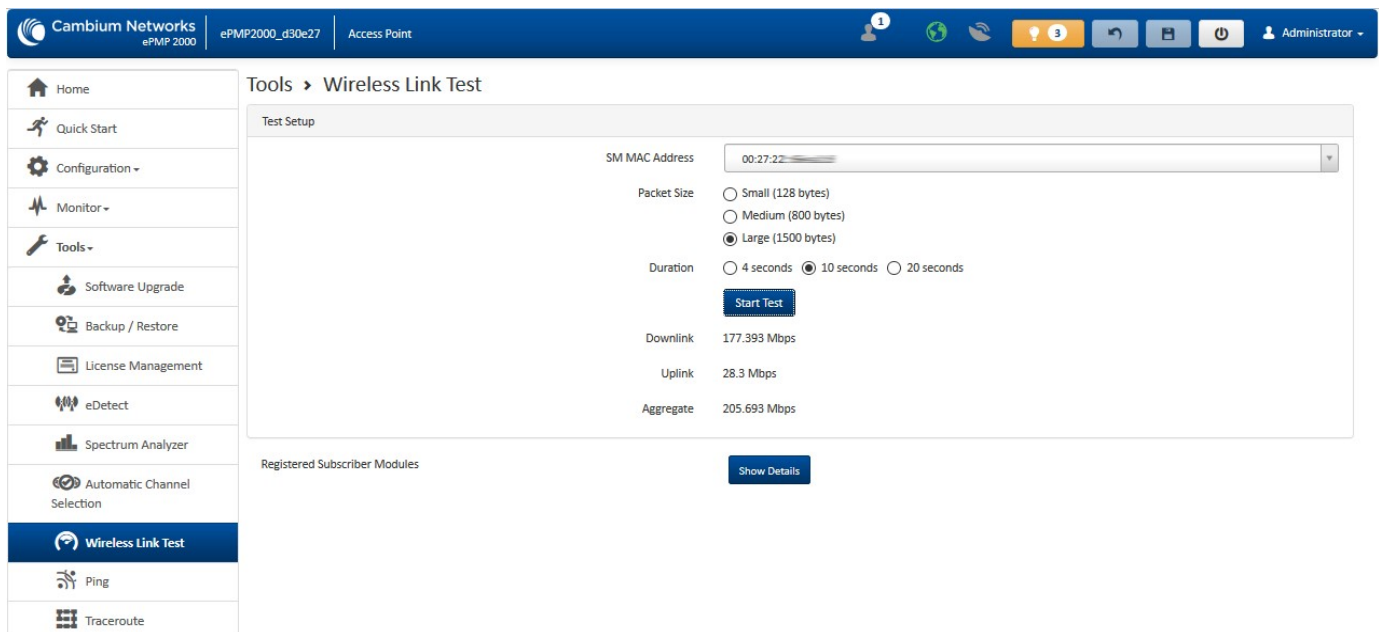 Cambium Networks
ePMP 2000
ePMP2000_d30e27
Access Point
1
3
Administrator
Home
Quick Start
Configuration
Monitor
Tools
Software Upgrade
Backup / Restore
License Management
eDetect
Spectrum Analyzer
Automatic Channel
Selection
Wireless Link Test
Ping
Traceroute
Tools > Wireless Link Test
Test Setup
SM MAC Address
00:27:22
Packet Size
Small (128 bytes)
Medium (800 bytes)
Large (1500 bytes)
Duration
4 seconds 10 seconds 20 seconds
Start Test
Downlink 177.393 Mbps
Uplink 28.3 Mbps
Aggregate 205.693 Mbps
Registered Subscriber Modules
Show Details